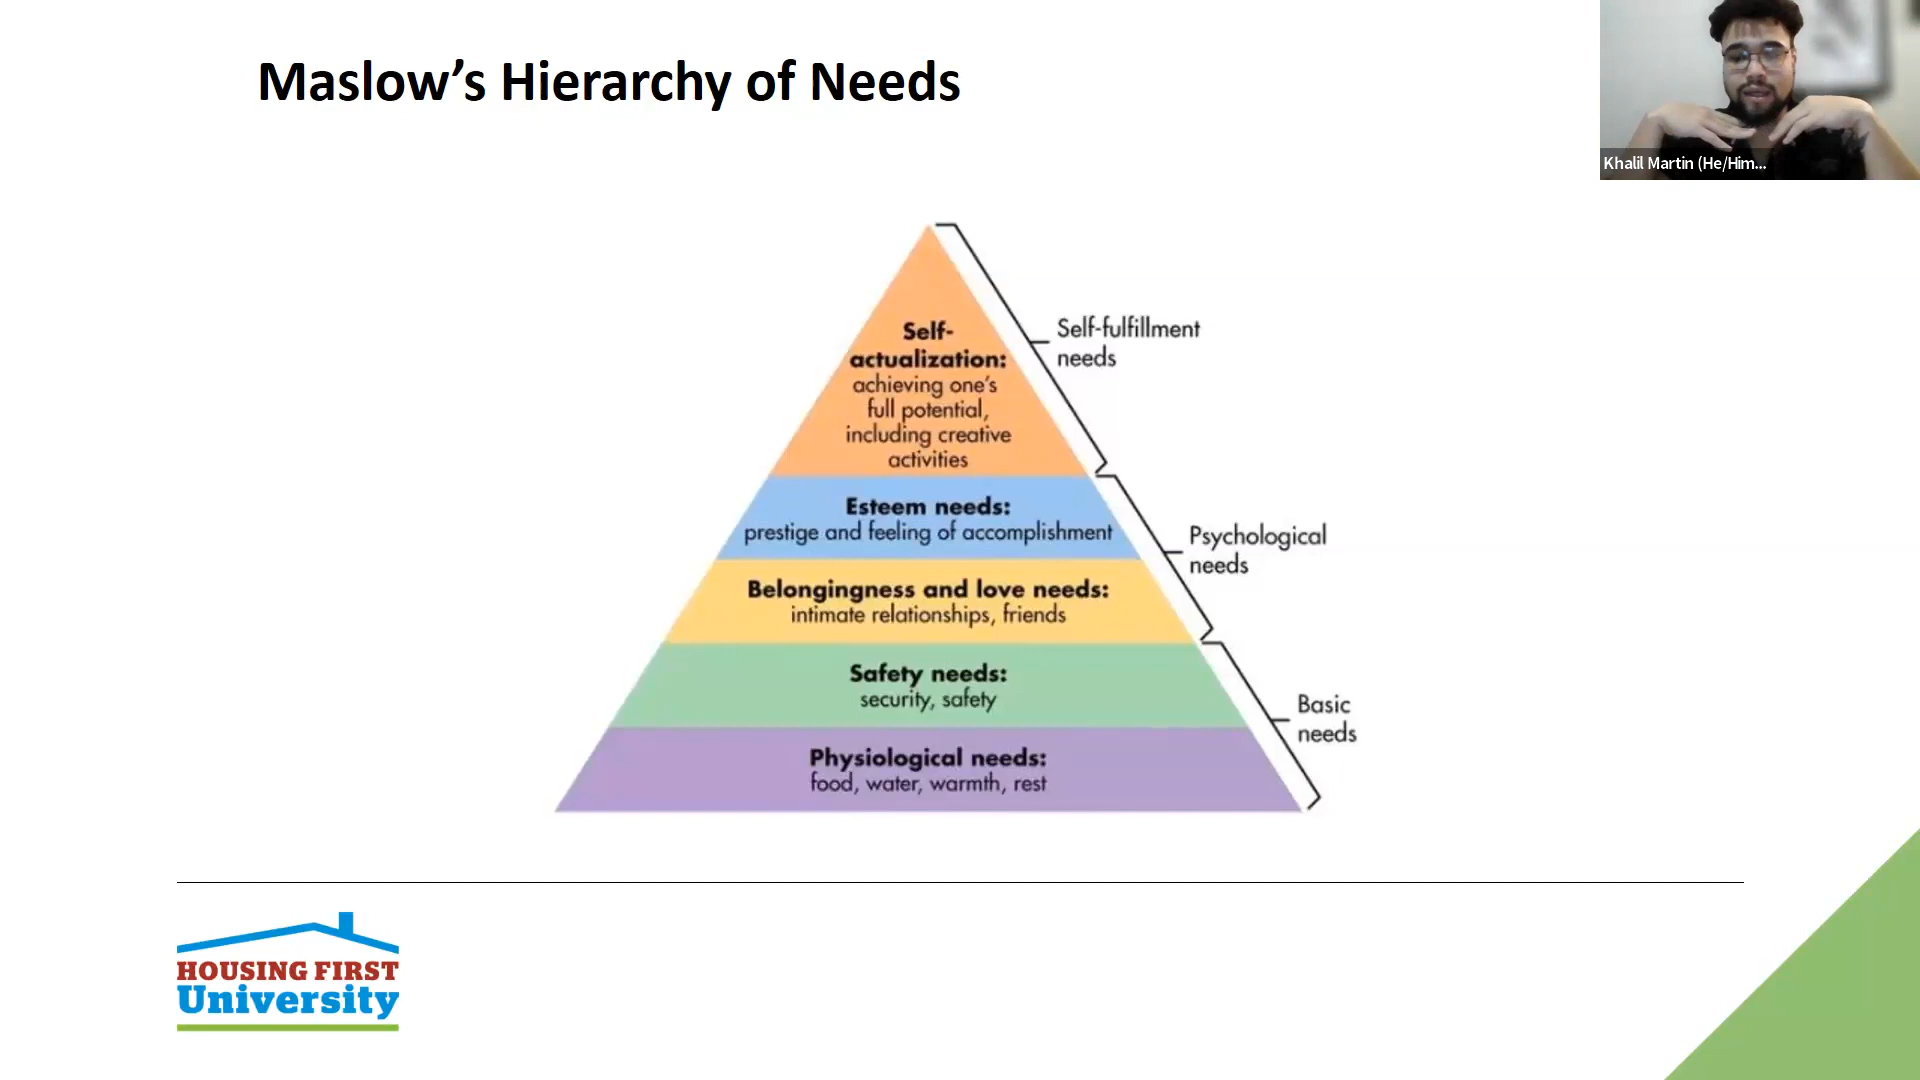 Maslow's Hierarchy of Needs
Khalil Martin (He/Him...
Self-
actualization:
achieving one's
full potential,
including creative
activities
Self-fulfillment
needs
Esteem needs:
prestige and feeling of accomplishment
Psychological
needs
Belongingness and love needs:
intimate relationships, friends
Safety needs:
security, safety
Basic
needs
Physiological needs:
food, water, warmth, rest
HOUSING FIRST
University